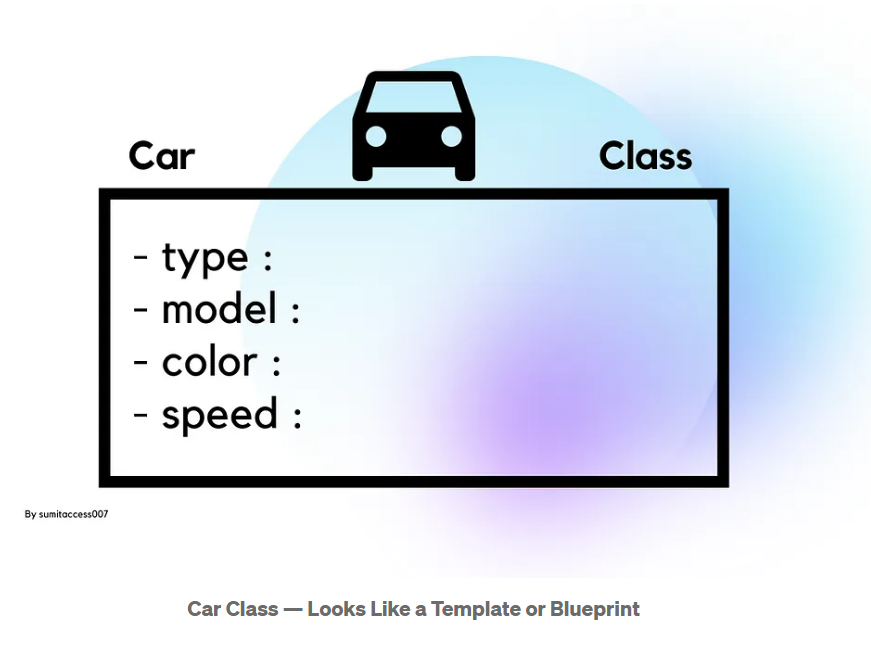 Car Class
- type :
- model :
- color :
- speed :
By sumitaccess007
Car Class — Looks Like a Template or Blueprint